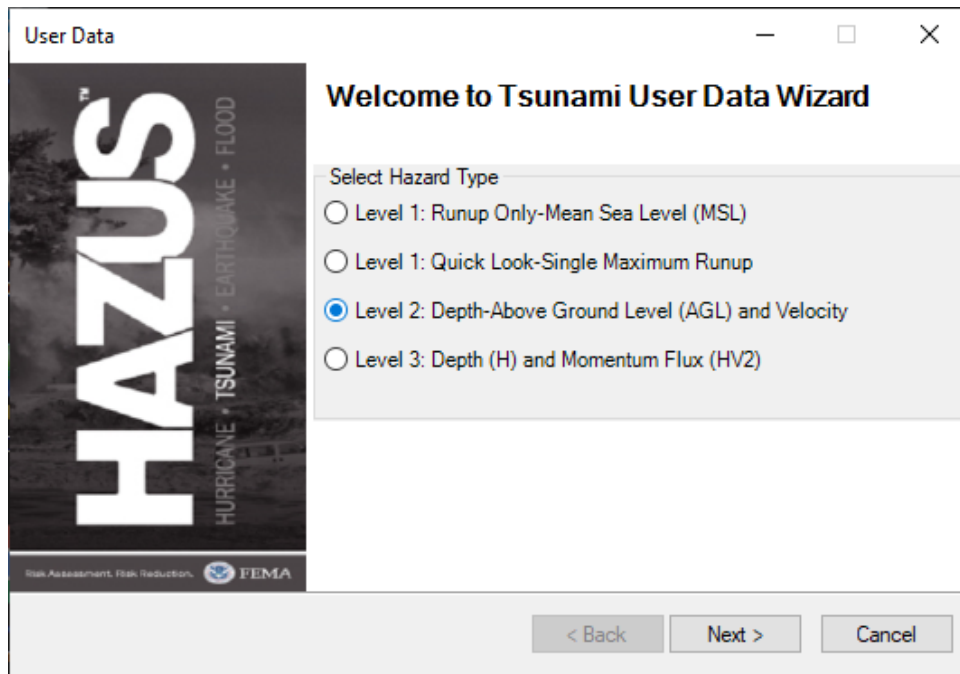 User Data
HAZUS™
HURRICANE • TSUNAMI • EARTHQUAKE • FLOOD
Risk Assessment. Risk Reduction.
FEMA
Welcome to Tsunami User Data Wizard
Select Hazard Type
Level 1: Runup Only-Mean Sea Level (MSL)
Level 1: Quick Look-Single Maximum Runup
Level 2: Depth-Above Ground Level (AGL) and Velocity
Level 3: Depth (H) and Momentum Flux (HV2)
< Back
Next >
Cancel